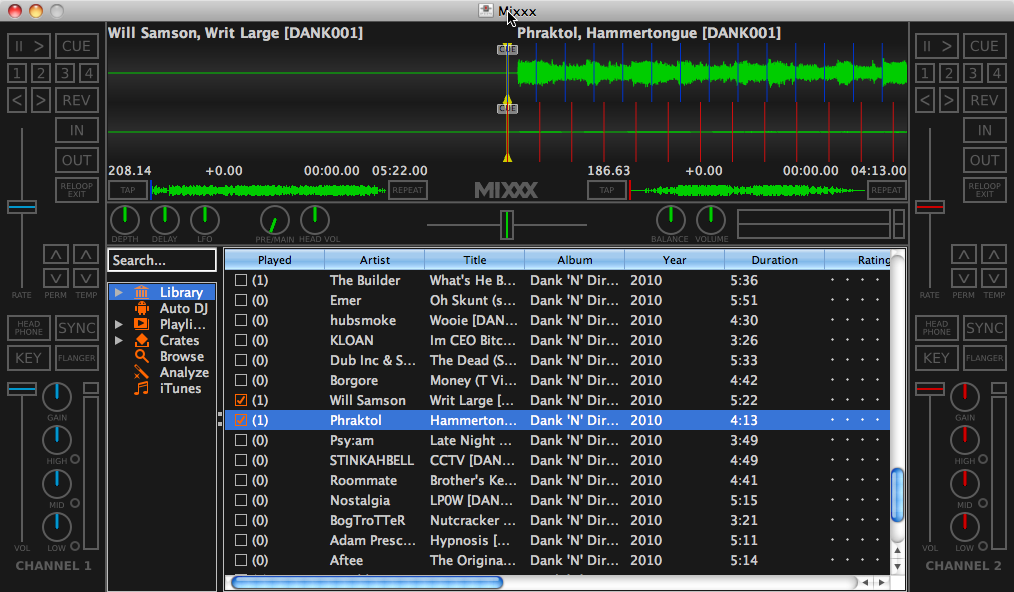 Mixxx
Will Samson, Writ Large [DANK001]
Phraktol, Hammertongue [DANK001]
II > CUE
1 2 3 4
< > REV
IN
OUT
RELOOP EXIT
RATE PERM TEMP
HEAD PHONE SYNC
KEY FLANGER
GAIN
HIGH
MID
VOL LOW
CHANNEL 1
CUE
CUE
208.14 +0.00 00:00.00 05:22.00
186.63 +0.00 00:00.00 04:13.00
TAP REPEAT MIXXX TAP REPEAT
DEPTH DELAY LFO PRE/MAIN HEAD VOL BALANCE VOLUME
Search...
Library
Auto DJ
Playli...
Crates
Browse
Analyze
iTunes
Played Artist Title Album Year Duration Rating
(1) The Builder What's He B... Dank 'N' Dir... 2010 5:36
(0) Emer Oh Skunt (s... Dank 'N' Dir... 2010 5:51
(0) hubsmoke Wooie [DAN... Dank 'N' Dir... 2010 4:30
(0) KLOAN Im CEO Bitc... Dank 'N' Dir... 2010 3:26
(0) Dub Inc & S... The Dead (S... Dank 'N' Dir... 2010 5:33
(0) Borgore Money (T Vi... Dank 'N' Dir... 2010 4:42
(1) Will Samson Writ Large [... Dank 'N' Dir... 2010 5:22
(1) Phraktol Hammerton... Dank 'N' Dir... 2010 4:13
(0) Psy:am Late Night ... Dank 'N' Dir... 2010 3:49
(0) STINKAHBELL CCTV [DAN... Dank 'N' Dir... 2010 4:49
(0) Roommate Brother's Ke... Dank 'N' Dir... 2010 4:41
(0) Nostalgia LP0W [DAN... Dank 'N' Dir... 2010 5:15
(0) BogTroTTeR Nutcracker ... Dank 'N' Dir... 2010 3:21
(0) Adam Presc... Hypnosis [... Dank 'N' Dir... 2010 5:11
(0) Aftee The Origina... Dank 'N' Dir... 2010 5:14
II > CUE
1 2 3 4
< > REV
IN
OUT
RELOOP EXIT
RATE PERM TEMP
HEAD PHONE SYNC
KEY FLANGER
GAIN
HIGH
MID
VOL LOW
CHANNEL 2